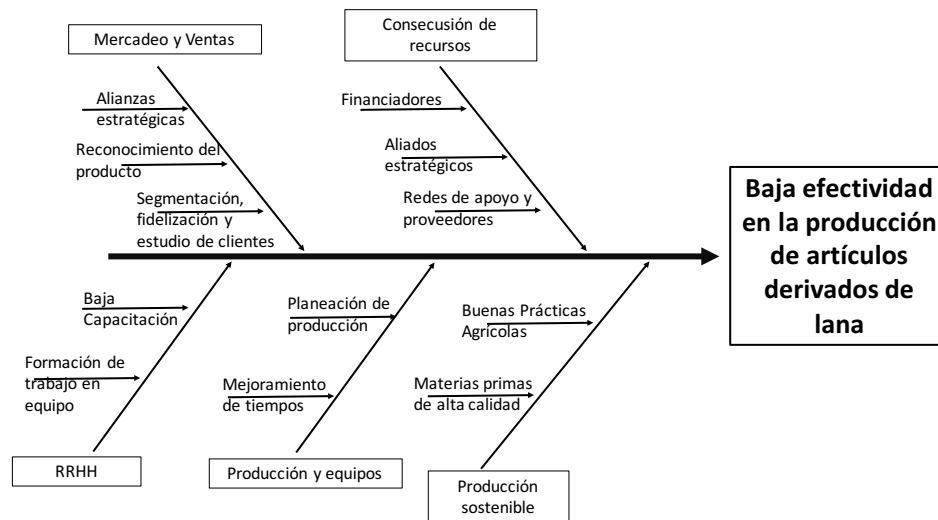 Mercadeo y Ventas
Consecusión de
recursos
Alianzas
estratégicas
Reconocimiento del
producto
Segmentación,
fidelización y
estudio de clientes
Financiadores
Aliados
estratégicos
Redes de apoyo y
proveedores
Baja efectividad
en la producción
de artículos
derivados de
lana
Baja
Capacitación
Formación de
trabajo en
equipo
Planeación de
producción
Mejoramiento
de tiempos
Buenas Prácticas
Agrícolas
Materias primas
de alta calidad
RRHH
Producción y equipos
Producción
sostenible